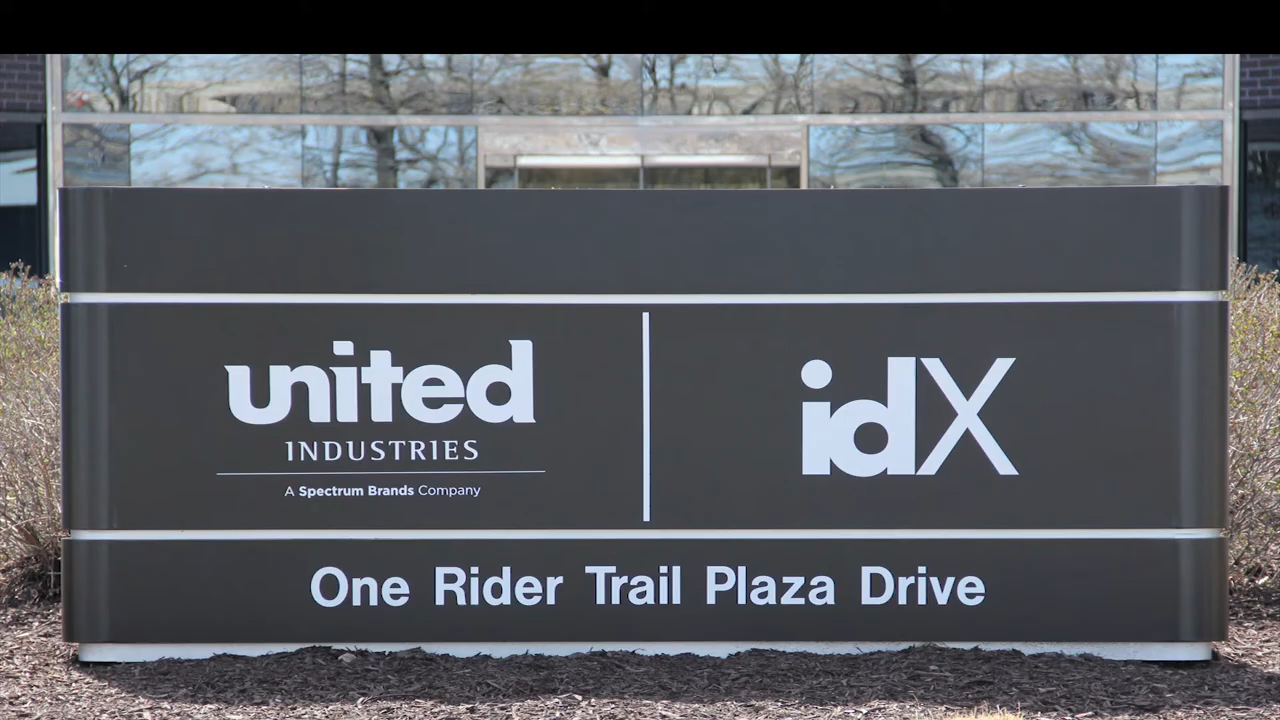 united
INDUSTRIES
A Spectrum Brands Company
idX
One Rider Trail Plaza Drive